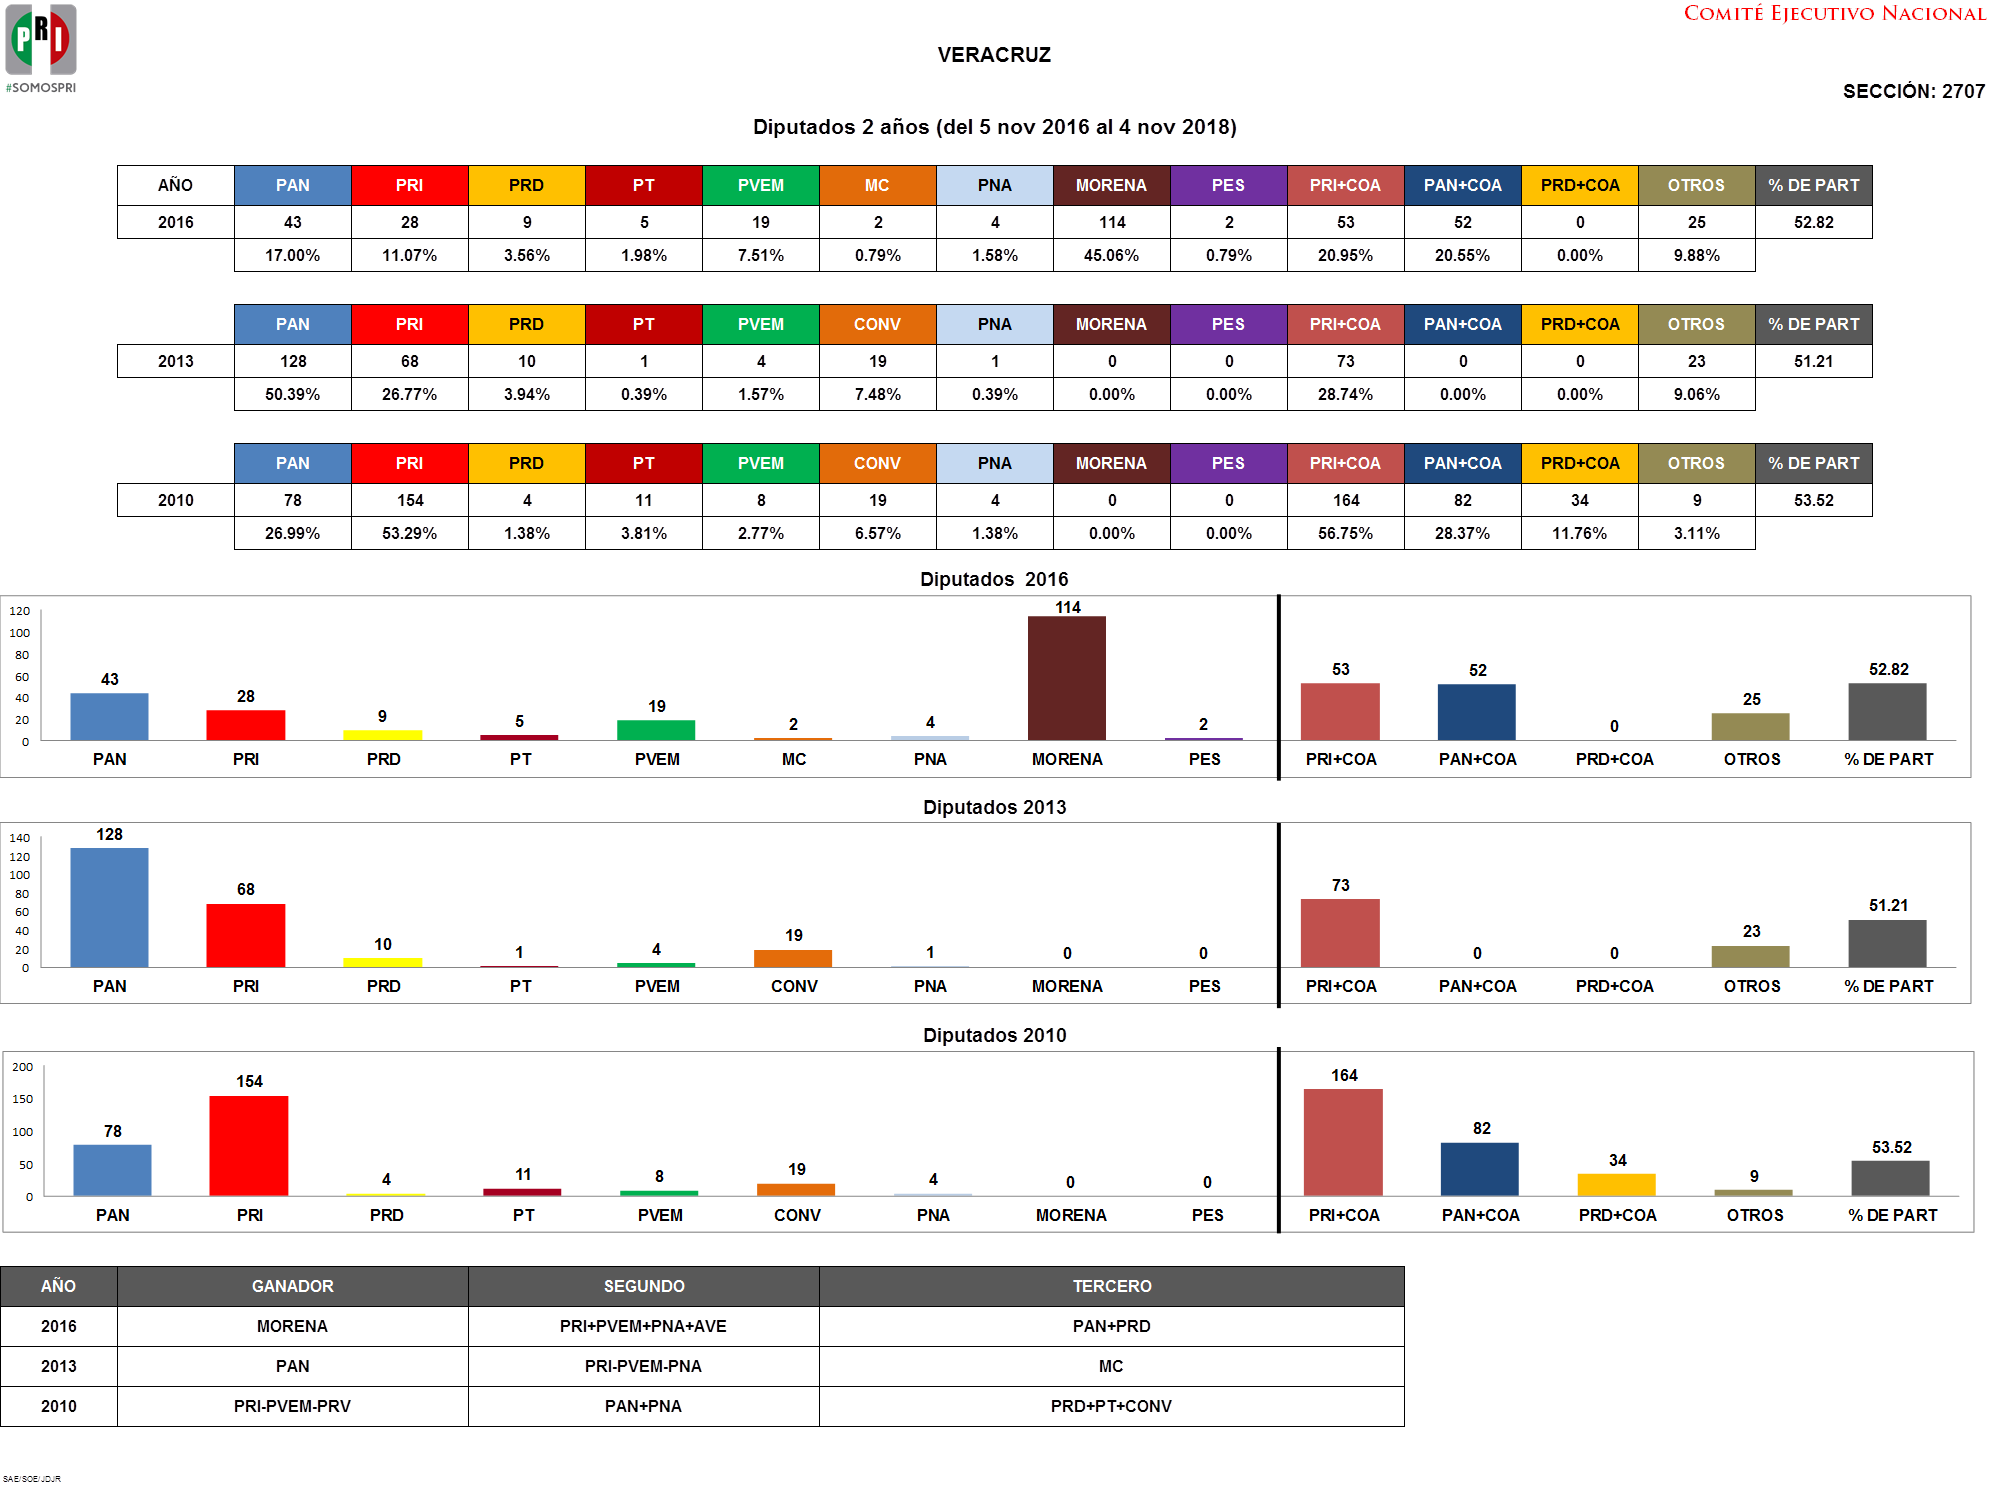 PRI
#SOMOSPRI
COMITÉ EJECUTIVO NACIONAL
VERACRUZ
SECCIÓN: 2707
Diputados 2 años (del 5 nov 2016 al 4 nov 2018)
AÑO PAN PRI PRD PT PVEM MC PNA MORENA PES PRI+COA PAN+COA PRD+COA OTROS % DE PART
2016 43 28 9 5 19 2 4 114 2 53 52 0 25 52.82
17.00% 11.07% 3.56% 1.98% 7.51% 0.79% 1.58% 45.06% 0.79% 20.95% 20.55% 0.00% 9.88%
PAN PRI PRD PT PVEM CONV PNA MORENA PES PRI+COA PAN+COA PRD+COA OTROS % DE PART
2013 128 68 10 1 4 19 1 0 0 73 0 0 23 51.21
50.39% 26.77% 3.94% 0.39% 1.57% 7.48% 0.39% 0.00% 0.00% 28.74% 0.00% 0.00% 9.06%
PAN PRI PRD PT PVEM CONV PNA MORENA PES PRI+COA PAN+COA PRD+COA OTROS % DE PART
2010 78 154 4 11 8 19 4 0 0 164 82 34 9 53.52
26.99% 53.29% 1.38% 3.81% 2.77% 6.57% 1.38% 0.00% 0.00% 56.75% 28.37% 11.76% 3.11%
Diputados 2016
120
100
80
60
40
20
0
43 28 9 5 19 2 4 114 2 53 52 0 25 52.82
PAN PRI PRD PT PVEM MC PNA MORENA PES PRI+COA PAN+COA PRD+COA OTROS % DE PART
Diputados 2013
140
120
100
80
60
40
20
0
128 68 10 1 4 19 1 0 0 73 0 0 23 51.21
PAN PRI PRD PT PVEM CONV PNA MORENA PES PRI+COA PAN+COA PRD+COA OTROS % DE PART
Diputados 2010
200
150
100
50
0
78 154 4 11 8 19 4 0 0 164 82 34 9 53.52
PAN PRI PRD PT PVEM CONV PNA MORENA PES PRI+COA PAN+COA PRD+COA OTROS % DE PART
AÑO GANADOR SEGUNDO TERCERO
2016 MORENA PRI+PVEM+PNA+AVE PAN+PRD
2013 PAN PRI-PVEM-PNA MC
2010 PRI-PVEM-PRV PAN+PNA PRD+PT+CONV
SAE/SOE/JDJR